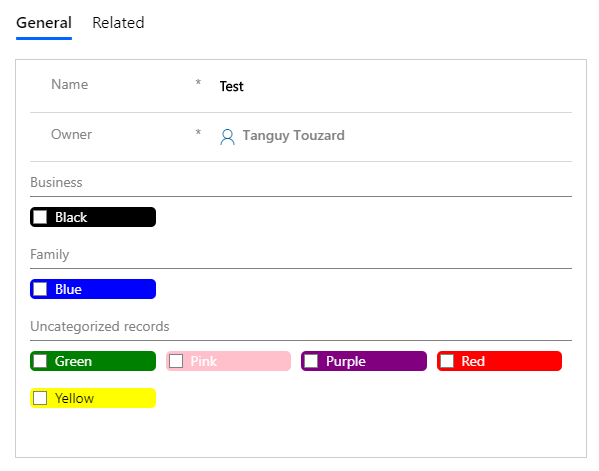 General Related
Name * Test
Owner * Tanguy Touzard
Business
Black
Family
Blue
Uncategorized records
Green Pink Purple Red
Yellow